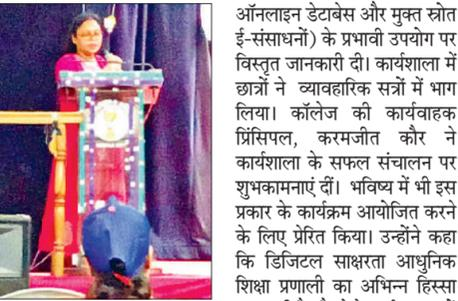 ऑनलाइन डेटाबेस और मुक्त स्रोत
ई-संसाधनों) के प्रभावी उपयोग पर
विस्तृत जानकारी दी। कार्यशाला में
छात्रों ने व्यावहारिक सत्रों में भाग
लिया। कॉलेज की कार्यवाहक
प्रिंसिपल, करमजीत कौर ने
कार्यशाला के सफल संचालन पर
शुभकामनाएं दीं। भविष्य में भी इस
प्रकार के कार्यक्रम आयोजित करने
के लिए प्रेरित किया। उन्होंने कहा
कि डिजिटल साक्षरता आधुनिक
शिक्षा प्रणाली का अभिन्न हिस्सा